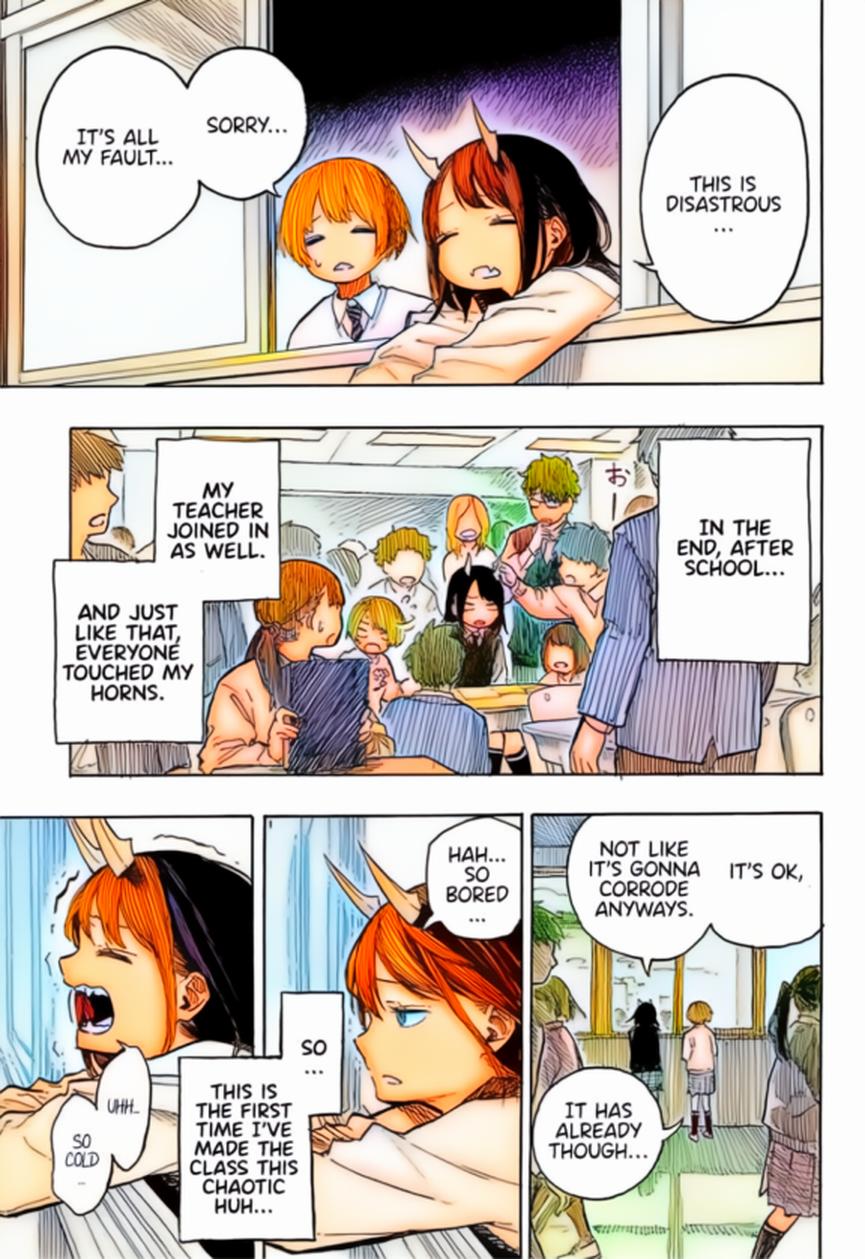 THIS IS
DISASTROUS
...
SORRY...
IT'S ALL
MY FAULT...
IN THE
END, AFTER
SCHOOL...
お
MY
TEACHER
JOINED IN
AS WELL.
AND JUST
LIKE THAT,
EVERYONE
TOUCHED MY
HORNS.
IT'S OK,
NOT LIKE
IT'S GONNA
CORRODE
ANYWAYS.
IT HAS
ALREADY
THOUGH...
HAH...
SO
BORED
...
SO
...
THIS IS
THE FIRST
TIME I'VE
MADE THE
CLASS THIS
CHAOTIC
HUH...
UHH...
SO
COLD
...